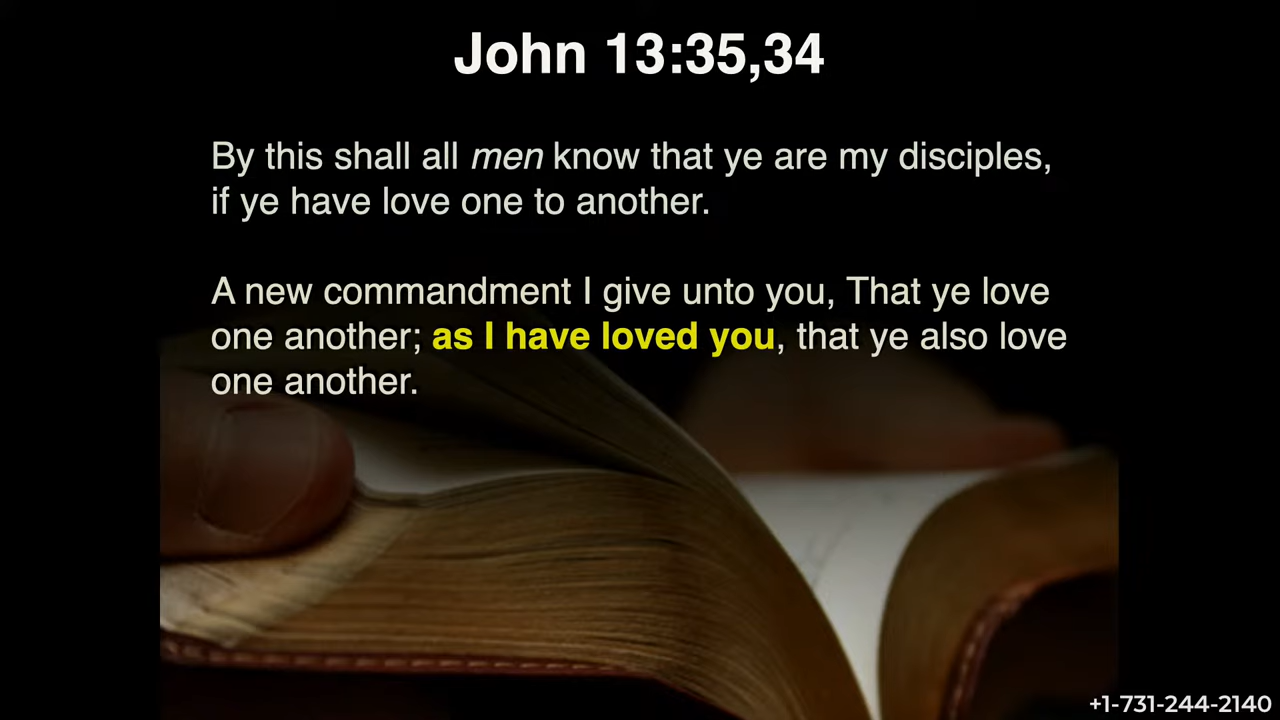 John 13:35,34
By this shall all men know that ye are my disciples,
if ye have love one to another.
A new commandment I give unto you, That ye love
one another; as I have loved you, that ye also love
one another.
+1-731-244-2140